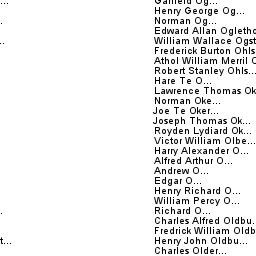 ...
Garfield Og...
Henry George Og...
Norman Og...
Edward Allan Ogletho
William Wallace Ogst
Frederick Burton Ohls
Athol William Merril O
Robert Stanley Ohls...
Hare Te O...
Lawrence Thomas Ok
Norman Oke...
Joe Te Oker...
Joseph Thomas Ok...
Royden Lydiard Ok...
Victor William Olbe...
Harry Alexander O...
Alfred Arthur O...
Andrew O...
Edgar O...
Henry Richard O...
William Percy O...
Richard O...
Charles Alfred Oldbu.
Fredrick William Oldb
t... Henry John Oldbu...
Charles Older...